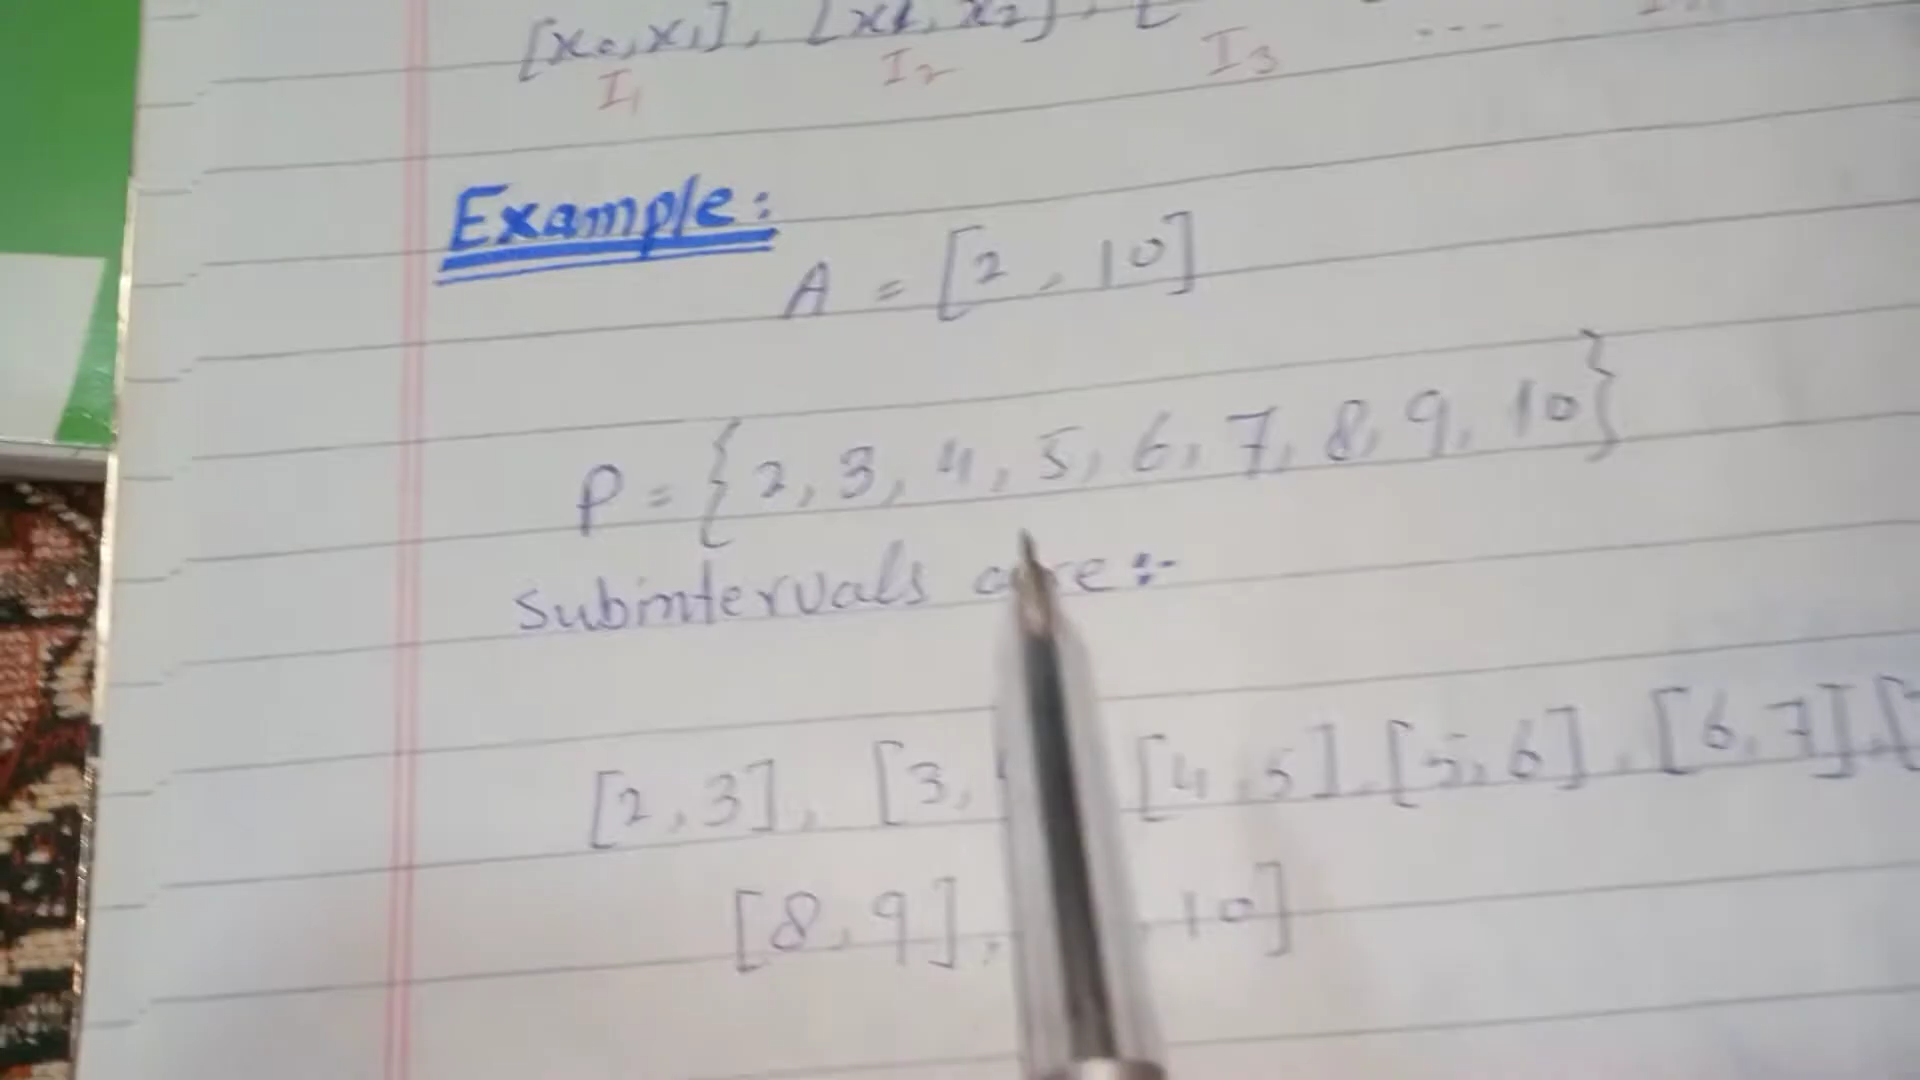 [x₀,x₁], [x1,x2], [
I₁ I₂ I₃ ...
Example:
A = [2, 10]
P = {2, 3, 4, 5, 6, 7, 8, 9, 10}
Subintervals are:-
[2,3], [3, [4,5], [5,6], [6,7], [
[8,9], , 10]